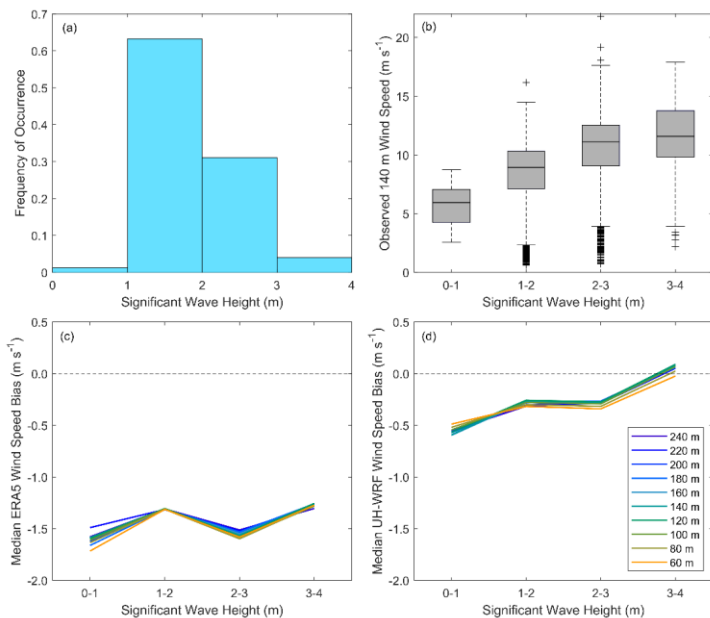 (a)
Frequency of Occurrence
0.7
0.6
0.5
0.4
0.3
0.2
0.1
0
0 1 2 3 4
Significant Wave Height (m)
(b)
Observed 140 m Wind Speed (m s⁻¹)
20
15
10
5
0
0-1 1-2 2-3 3-4
Significant Wave Height (m)
(c)
Median ERA5 Wind Speed Bias (m s⁻¹)
0.5
0.0
-0.5
-1.0
-1.5
-2.0
0-1 1-2 2-3 3-4
Significant Wave Height (m)
(d)
Median UH-WRF Wind Speed Bias (m s⁻¹)
0.5
0.0
-0.5
-1.0
-1.5
-2.0
0-1 1-2 2-3 3-4
Significant Wave Height (m)
240 m
220 m
200 m
180 m
160 m
140 m
120 m
100 m
80 m
60 m